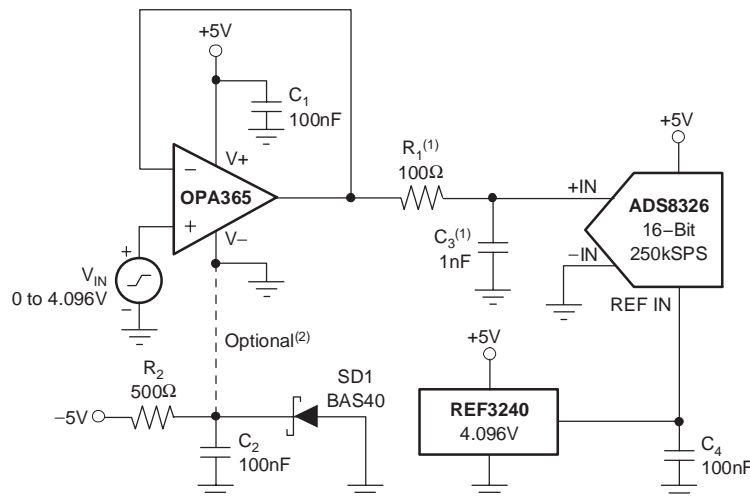 +5V
C1
100nF
V+
−
OPA365
+
V−
+
VIN
0 to 4.096V
−
R1(1)
100Ω
C3(1)
1nF
+5V
+IN
ADS8326
16−Bit
250kSPS
−IN
REF IN
Optional(2)
R2
500Ω
−5V
C2
100nF
SD1
BAS40
+5V
REF3240
4.096V
C4
100nF